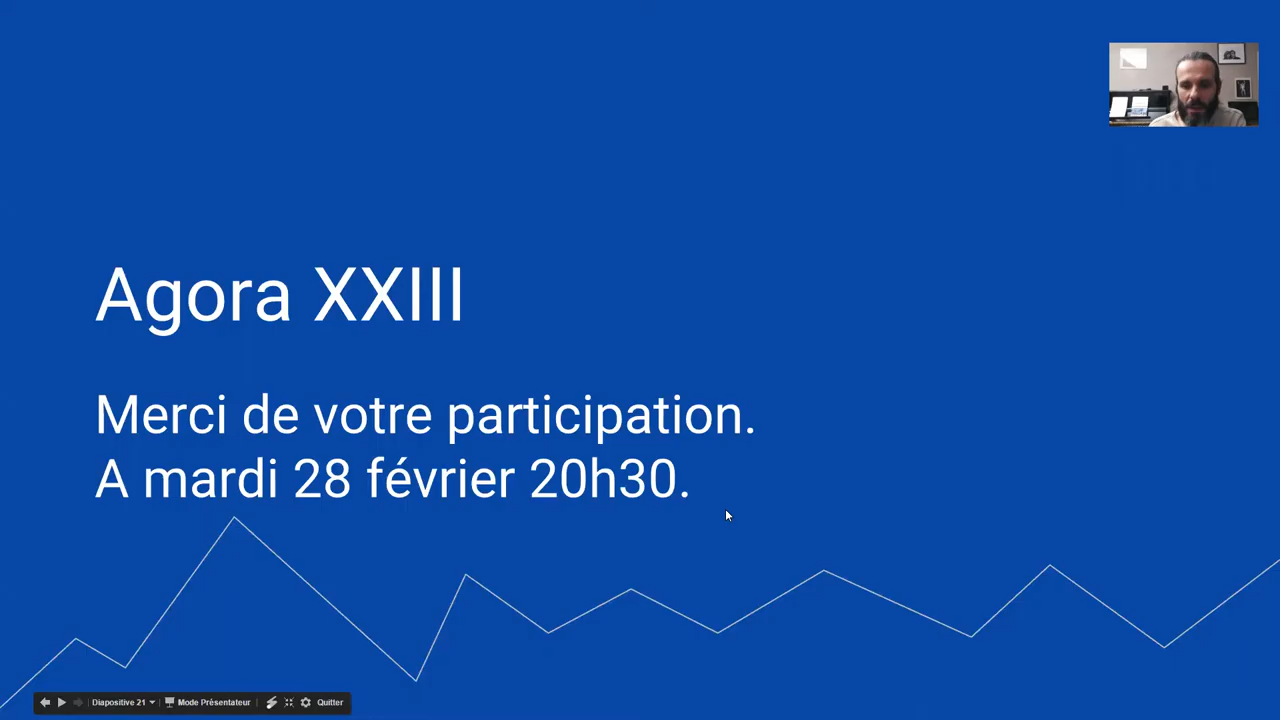 Agora XXIII
Merci de votre participation.
A mardi 28 février 20h30.
Diapositive 21 Mode Présentateur Quitter